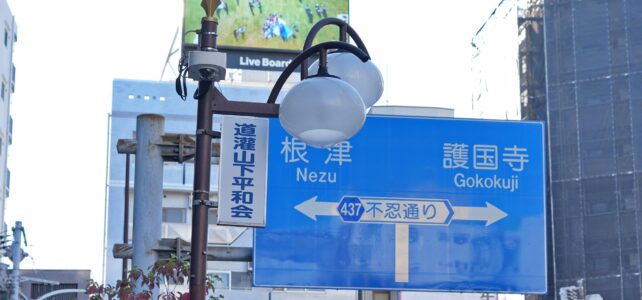 Live Board
道灌山下平和会
根津
Nezu
護国寺
Gokokuji
437
不忍通り